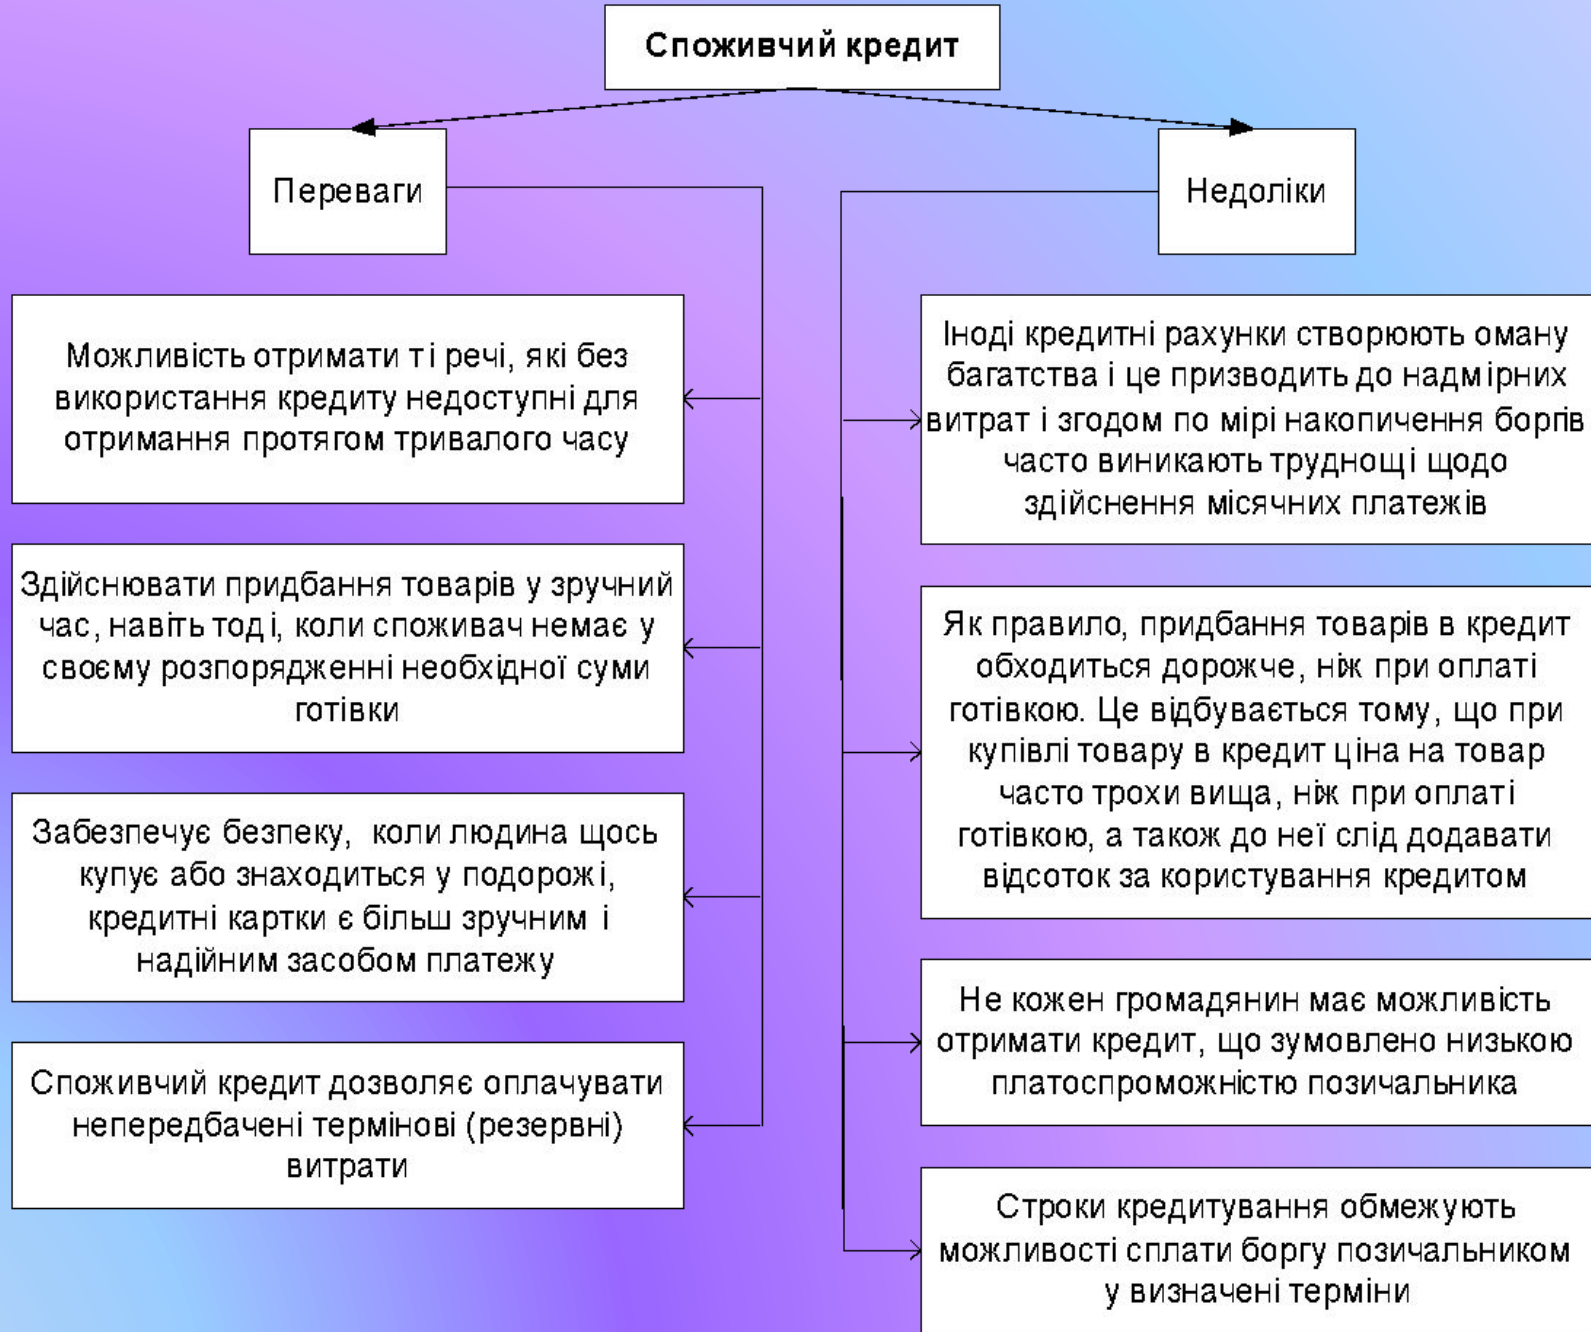 Споживчий кредит
Переваги
Недоліки
Можливість отримати ті речі, які без
використання кредиту недоступні для
отримання протягом тривалого часу
Здійснювати придбання товарів у зручний
час, навіть тоді, коли споживач немає у
своєму розпорядженні необхідної суми
готівки
Забезпечує безпеку, коли людина щось
купує або знаходиться у подорожі,
кредитні картки є більш зручним і
надійним засобом платежу
Споживчий кредит дозволяє оплачувати
непередбачені термінові (резервні)
витрати
Іноді кредитні рахунки створюють оману
багатства і це призводить до надмірних
витрат і згодом по мірі накопичення боргів
часто виникають труднощі щодо
здійснення місячних платежів
Як правило, придбання товарів в кредит
обходиться дорожче, ніж при оплаті
готівкою. Це відбувається тому, що при
купівлі товару в кредит ціна на товар
часто трохи вища, ніж при оплаті
готівкою, а також до неї слід додавати
відсоток за користування кредитом
Не кожен громадянин має можливість
отримати кредит, що зумовлено низькою
платоспроможністю позичальника
Строки кредитування обмежують
можливості сплати боргу позичальником
у визначені терміни